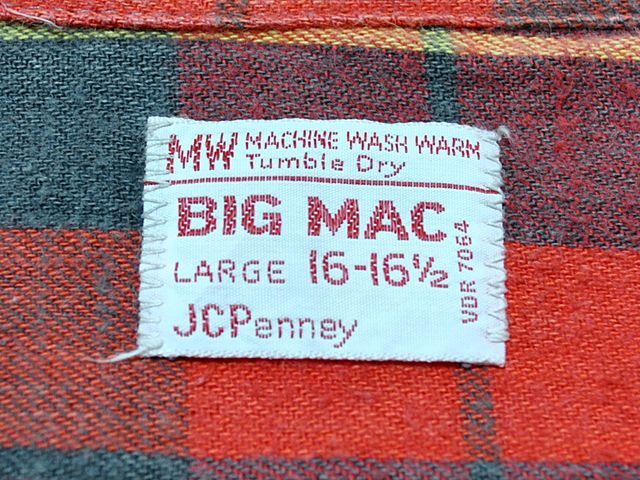 MW MACHINE WASH WARM
Tumble Dry
BIG MAC
LARGE 16-16½
JCPenney
VDR 7064